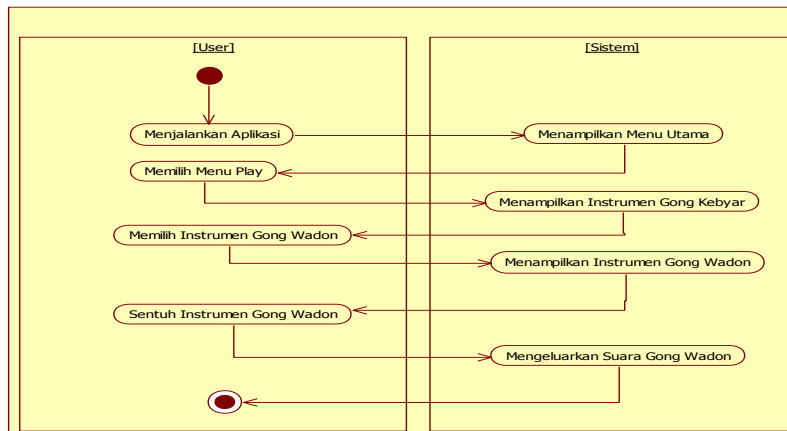 [User]
[Sistem]
Menjalankan Aplikasi
Menampilkan Menu Utama
Memilih Menu Play
Menampilkan Instrumen Gong Kebyar
Memilih Instrumen Gong Wadon
Menampilkan Instrumen Gong Wadon
Sentuh Instrumen Gong Wadon
Mengeluarkan Suara Gong Wadon